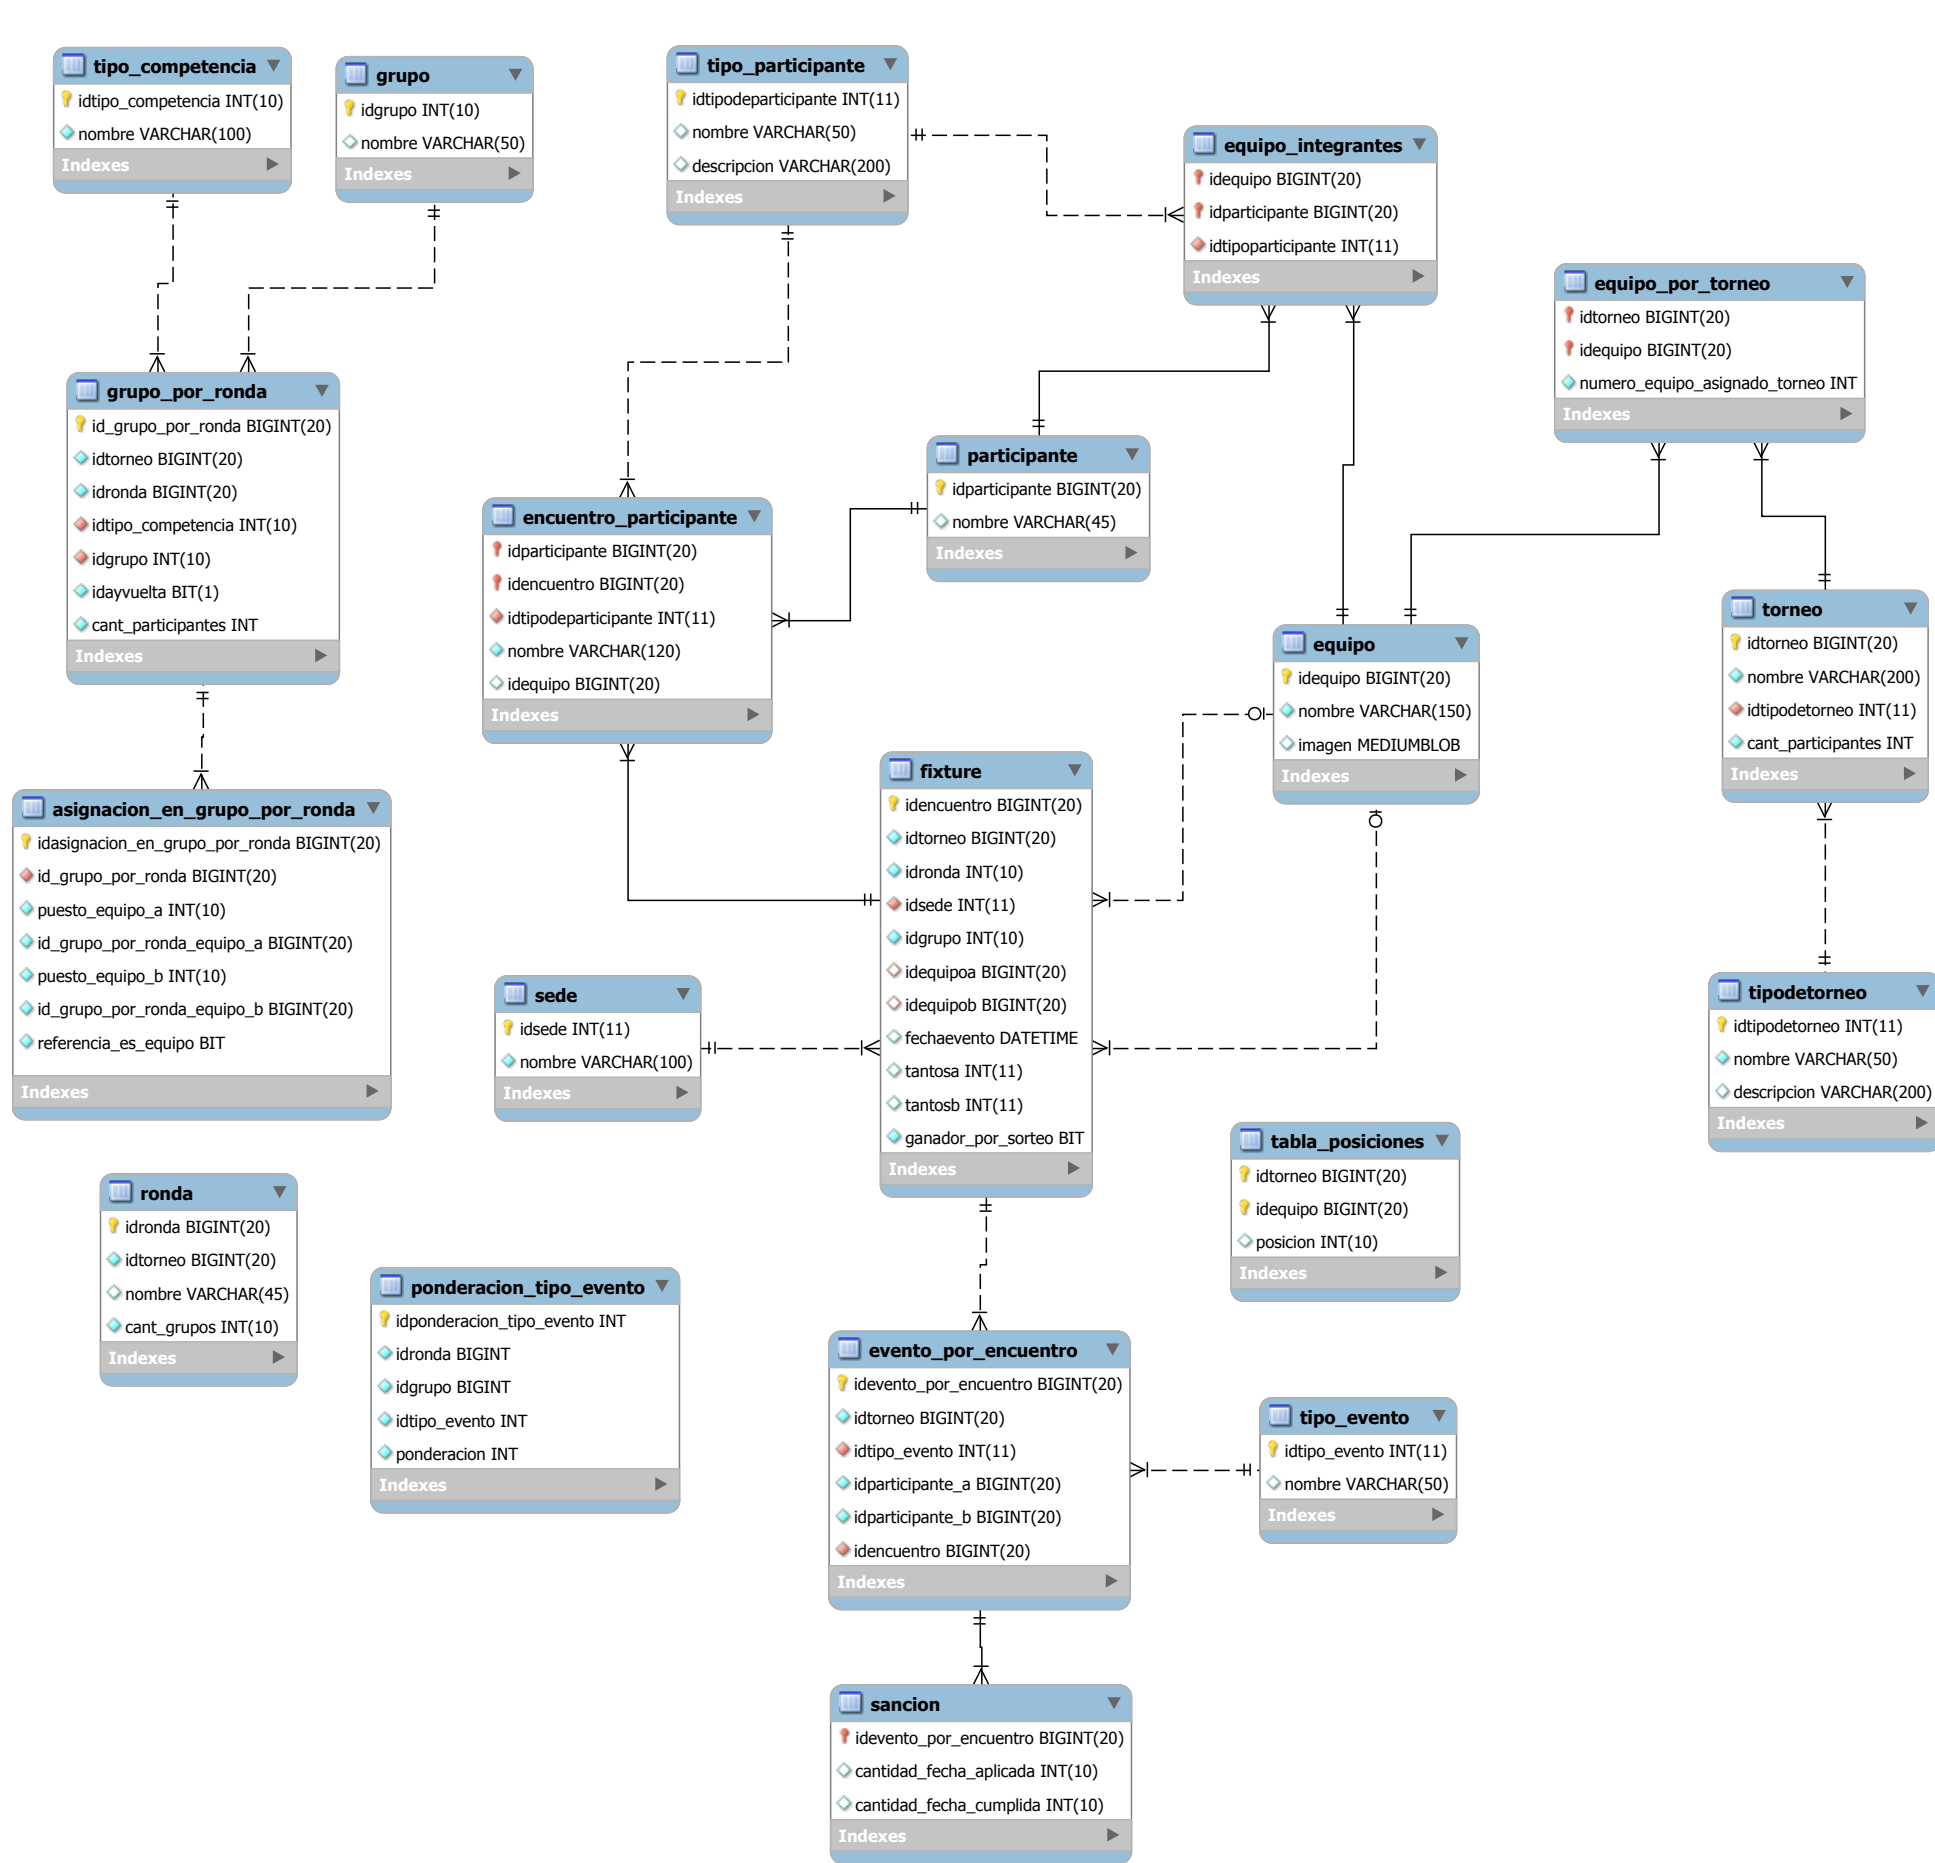 tipo_competencia
idtipo_competencia INT(10)
nombre VARCHAR(100)
Indexes
grupo
idgrupo INT(10)
nombre VARCHAR(50)
Indexes
tipo_participante
idtipodeparticipante INT(11)
nombre VARCHAR(50)
descripcion VARCHAR(200)
Indexes
equipo_integrantes
idequipo BIGINT(20)
idparticipante BIGINT(20)
idtipoparticipante INT(11)
Indexes
equipo_por_torneo
idtorneo BIGINT(20)
idequipo BIGINT(20)
numero_equipo_asignado_torneo INT
Indexes
grupo_por_ronda
id_grupo_por_ronda BIGINT(20)
idtorneo BIGINT(20)
idronda BIGINT(20)
idtipo_competencia INT(10)
idgrupo INT(10)
idayvuelta BIT(1)
cant_participantes INT
Indexes
participante
idparticipante BIGINT(20)
nombre VARCHAR(45)
Indexes
encuentro_participante
idparticipante BIGINT(20)
idencuentro BIGINT(20)
idtipodeparticipante INT(11)
nombre VARCHAR(120)
idequipo BIGINT(20)
Indexes
equipo
idequipo BIGINT(20)
nombre VARCHAR(150)
imagen MEDIUMBLOB
Indexes
torneo
idtorneo BIGINT(20)
nombre VARCHAR(200)
idtipodetorneo INT(11)
cant_participantes INT
Indexes
asignacion_en_grupo_por_ronda
idasignacion_en_grupo_por_ronda BIGINT(20)
id_grupo_por_ronda BIGINT(20)
puesto_equipo_a INT(10)
id_grupo_por_ronda_equipo_a BIGINT(20)
puesto_equipo_b INT(10)
id_grupo_por_ronda_equipo_b BIGINT(20)
referencia_es_equipo BIT
Indexes
fixture
idencuentro BIGINT(20)
idtorneo BIGINT(20)
idronda INT(10)
idsede INT(11)
idgrupo INT(10)
idequipoa BIGINT(20)
idequipob BIGINT(20)
fechaevento DATETIME
tantosa INT(11)
tantosb INT(11)
ganador_por_sorteo BIT
Indexes
sede
idsede INT(11)
nombre VARCHAR(100)
Indexes
tipodetorneo
idtipodetorneo INT(11)
nombre VARCHAR(50)
descripcion VARCHAR(200)
Indexes
tabla_posiciones
idtorneo BIGINT(20)
idequipo BIGINT(20)
posicion INT(10)
Indexes
ronda
idronda BIGINT(20)
idtorneo BIGINT(20)
nombre VARCHAR(45)
cant_grupos INT(10)
Indexes
ponderacion_tipo_evento
idponderacion_tipo_evento INT
idronda BIGINT
idgrupo BIGINT
idtipo_evento INT
ponderacion INT
Indexes
evento_por_encuentro
idevento_por_encuentro BIGINT(20)
idtorneo BIGINT(20)
idtipo_evento INT(11)
idparticipante_a BIGINT(20)
idparticipante_b BIGINT(20)
idencuentro BIGINT(20)
Indexes
tipo_evento
idtipo_evento INT(11)
nombre VARCHAR(50)
Indexes
sancion
idevento_por_encuentro BIGINT(20)
cantidad_fecha_aplicada INT(10)
cantidad_fecha_cumplida INT(10)
Indexes